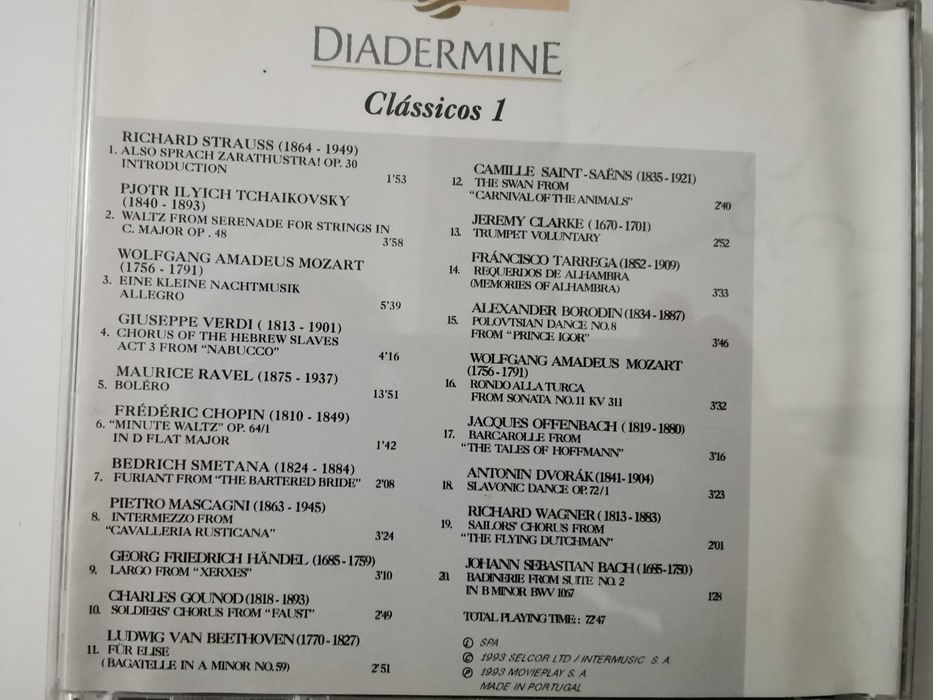 DIADERMINE
Clássicos 1
RICHARD STRAUSS (1864 - 1949)
1. ALSO SPRACH ZARATHUSTRA! OP. 30
INTRODUCTION
1'53
PJOTR ILYICH TCHAIKOVSKY
(1840 - 1893)
2. WALTZ FROM SERENADE FOR STRINGS IN
C. MAJOR OP . 48
3'58
WOLFGANG AMADEUS MOZART
(1756 - 1791)
3. EINE KLEINE NACHTMUSIK
ALLEGRO
5'39
GIUSEPPE VERDI ( 1813 - 1901)
4. CHORUS OF THE HEBREW SLAVES
ACT 3 FROM "NABUCCO"
4'16
MAURICE RAVEL (1875 - 1937)
5. BOLÉRO
13'51
FRÉDÉRIC CHOPIN (1810 - 1849)
6. "MINUTE WALTZ" OP. 64/1
IN D FLAT MAJOR
1'42
BEDRICH SMETANA (1824 - 1884)
7. FURIANT FROM "THE BARTERED BRIDE" 2'08
PIETRO MASCAGNI (1863 - 1945)
8. INTERMEZZO FROM
"CAVALLERIA RUSTICANA"
3'24
GEORG FRIEDRICH HÄNDEL (1685 - 1759)
9. LARGO FROM "XERXES" 3'10
CHARLES GOUNOD (1818 - 1893)
10. SOLDIERS' CHORUS FROM "FAUST" 2'49
LUDWIG VAN BEETHOVEN (1770 - 1827)
11. FÜR ELISE
(BAGATELLE IN A MINOR NO. 59) 2'51
CAMILLE SAINT-SAËNS (1835 - 1921)
12. THE SWAN FROM
"CARNIVAL OF THE ANIMALS"
2'40
JEREMY CLARKE ( 1670 - 1701)
13. TRUMPET VOLUNTARY
2'52
FRÁNCISCO TARREGA (1852 - 1909)
14. REQUERDOS DE ALHAMBRA
(MEMORIES OF ALHAMBRA)
3'33
ALEXANDER BORODIN (1834 - 1887)
15. POLOVTSIAN DANCE NO. 8
FROM "PRINCE IGOR"
3'46
WOLFGANG AMADEUS MOZART
(1756 - 1791)
16. RONDO ALLA TURCA
FROM SONATA NO. 11 KV 311
3'32
JACQUES OFFENBACH ( 1819 - 1880)
17. BARCAROLLE FROM
"THE TALES OF HOFFMANN"
3'16
ANTONIN DVORÁK (1841 - 1904)
18. SLAVONIC DANCE OP. 72/1
3'23
RICHARD WAGNER ( 1813 - 1883)
19. SAILORS' CHORUS FROM
"THE FLYING DUTCHMAN"
2'01
JOHANN SEBASTIAN BACH (1685 - 1750)
20. BADINERIE FROM SUITE NO. 2
IN B MINOR BWV 1067
1'28
TOTAL PLAYING TIME : 72'47
SPA
1993 SELCOR LTD / INTERMUSIC S. A.
℗ 1993 MOVIEPLAY S. A.
MADE IN PORTUGAL